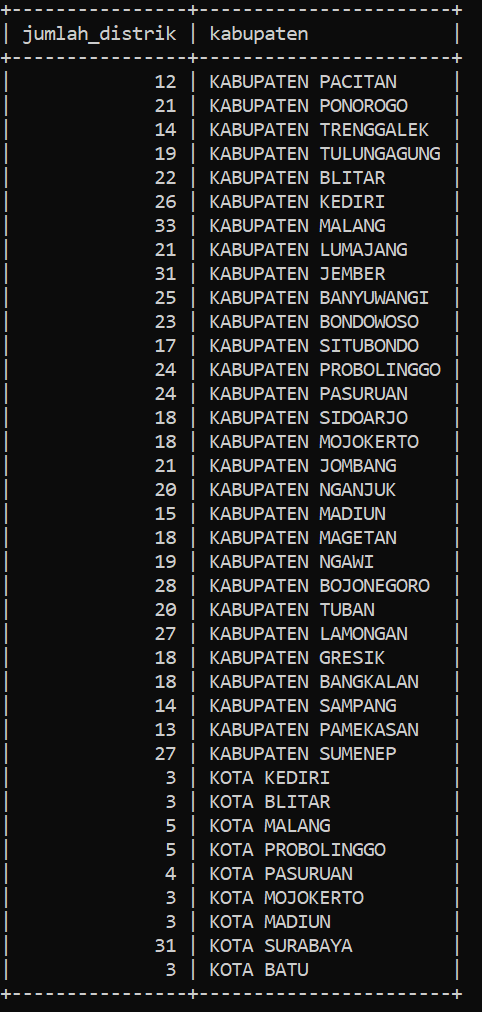 +----------------+-----------------------+
| jumlah_distrik | kabupaten             |
+----------------+-----------------------+
|             12 | KABUPATEN PACITAN     |
|             21 | KABUPATEN PONOROGO    |
|             14 | KABUPATEN TRENGGALEK  |
|             19 | KABUPATEN TULUNGAGUNG |
|             22 | KABUPATEN BLITAR      |
|             26 | KABUPATEN KEDIRI      |
|             33 | KABUPATEN MALANG      |
|             21 | KABUPATEN LUMAJANG    |
|             31 | KABUPATEN JEMBER      |
|             25 | KABUPATEN BANYUWANGI  |
|             23 | KABUPATEN BONDOWOSO   |
|             17 | KABUPATEN SITUBONDO   |
|             24 | KABUPATEN PROBOLINGGO |
|             24 | KABUPATEN PASURUAN    |
|             18 | KABUPATEN SIDOARJO    |
|             18 | KABUPATEN MOJOKERTO   |
|             21 | KABUPATEN JOMBANG     |
|             20 | KABUPATEN NGANJUK     |
|             15 | KABUPATEN MADIUN      |
|             18 | KABUPATEN MAGETAN     |
|             19 | KABUPATEN NGAWI       |
|             28 | KABUPATEN BOJONEGORO  |
|             20 | KABUPATEN TUBAN       |
|             27 | KABUPATEN LAMONGAN    |
|             18 | KABUPATEN GRESIK      |
|             18 | KABUPATEN BANGKALAN   |
|             14 | KABUPATEN SAMPANG     |
|             13 | KABUPATEN PAMEKASAN   |
|             27 | KABUPATEN SUMENEP     |
|              3 | KOTA KEDIRI           |
|              3 | KOTA BLITAR           |
|              5 | KOTA MALANG           |
|              5 | KOTA PROBOLINGGO      |
|              4 | KOTA PASURUAN         |
|              3 | KOTA MOJOKERTO        |
|              3 | KOTA MADIUN           |
|             31 | KOTA SURABAYA         |
|              3 | KOTA BATU             |
+----------------+-----------------------+